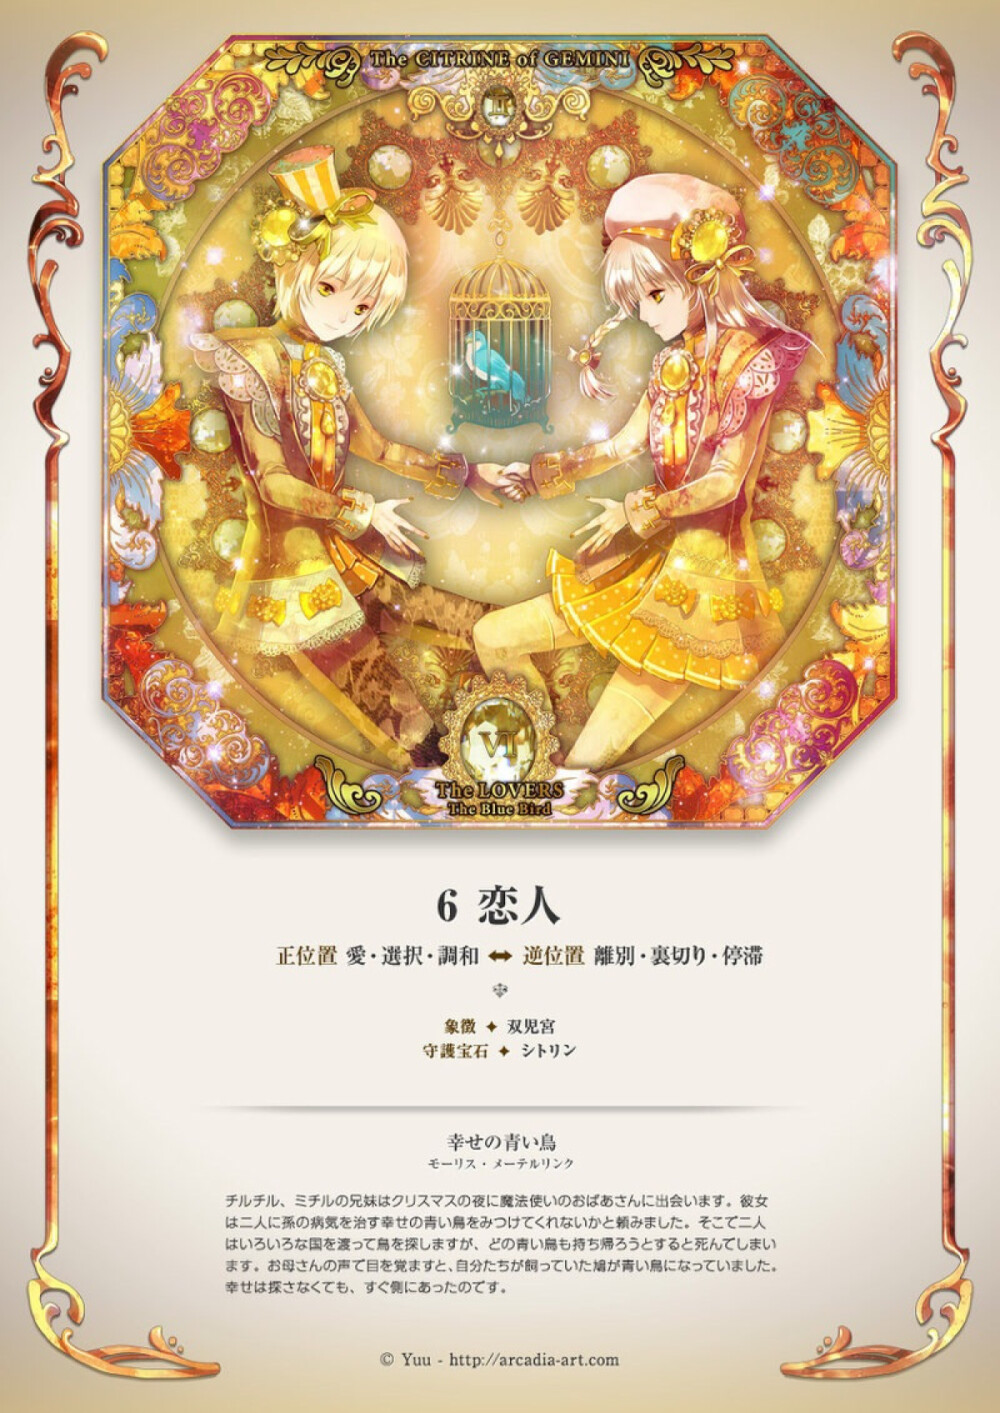 The CITRINE of GEMINI
II
VI
The LOVERS
The Blue Bird
6 恋人
正位置 愛・選択・調和 ⬌ 逆位置 離別・裏切り・停滞
象徴 ✦ 双児宮
守護宝石 ✦ シトリン
幸せの青い鳥
モーリス・メーテルリンク
チルチル、ミチルの兄妹はクリスマスの夜に魔法使いのおばあさんに出会います。彼女
は二人に孫の病気を治す幸せの青い鳥をみつけてくれないかと頼みました。そこで二人
はいろいろな国を渡って鳥を探しますが、どの青い鳥も持ち帰ろうとすると死んでしまい
ます。お母さんの声で目を覚ますと、自分たちが飼っていた鳩が青い鳥になっていました。
幸せは探さなくても、すぐ側にあったのです。
© Yuu - http://arcadia-art.com